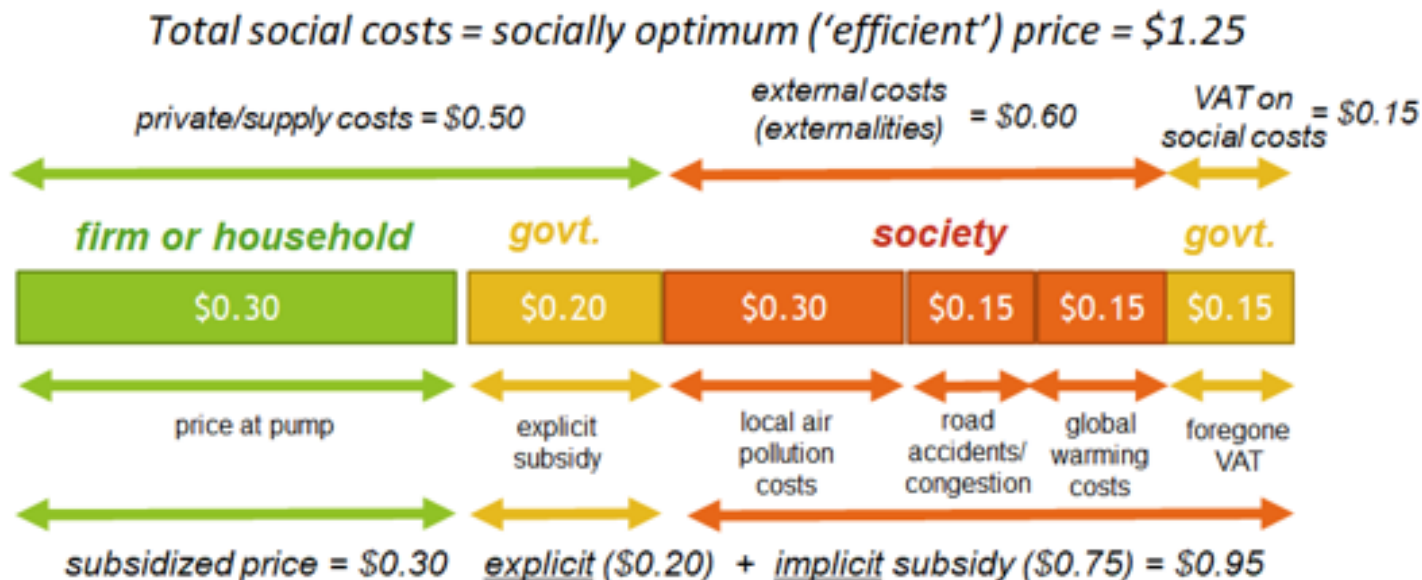 Total social costs = socially optimum ('efficient') price = $1.25
private/supply costs = $0.50
external costs
(externalities)
= $0.60
VAT on
social costs
= $0.15
firm or household
govt.
society
govt.
$0.30
$0.20
$0.30
$0.15
$0.15
$0.15
price at pump
explicit
subsidy
local air
pollution
costs
road
accidents/
congestion
global
warming
costs
foregone
VAT
subsidized price = $0.30
explicit ($0.20) + implicit subsidy ($0.75) = $0.95